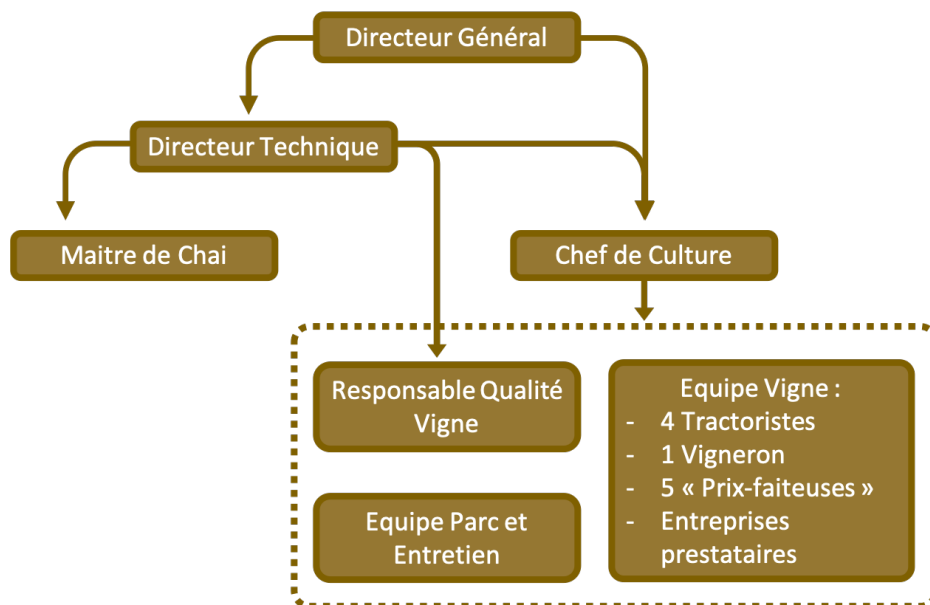 Directeur Général
Directeur Technique
Maitre de Chai
Chef de Culture
Responsable Qualité
Vigne
Equipe Parc et
Entretien
Equipe Vigne :
- 4 Tractoristes
- 1 Vigneron
- 5 « Prix-faiteuses »
- Entreprises
prestataires